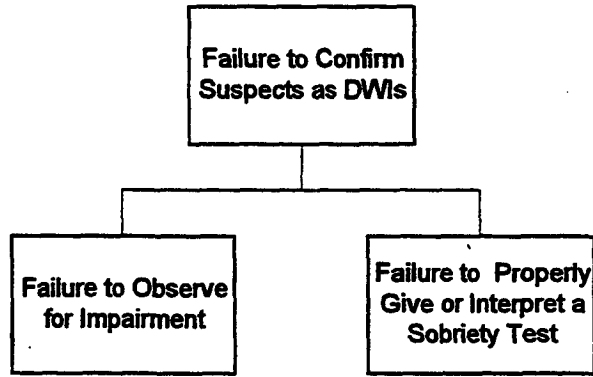 Failure to Confirm
Suspects as DWIs
Failure to Observe
for Impairment
Failure to Properly
Give or Interpret a
Sobriety Test